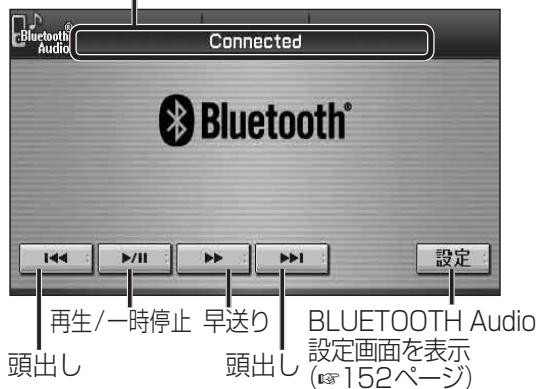 Bluetooth®
Audio
Connected
Bluetooth®
設定
再生/一時停止 早送り
頭出し
頭出し
BLUETOOTH Audio
設定画面を表示
(☞152ページ)